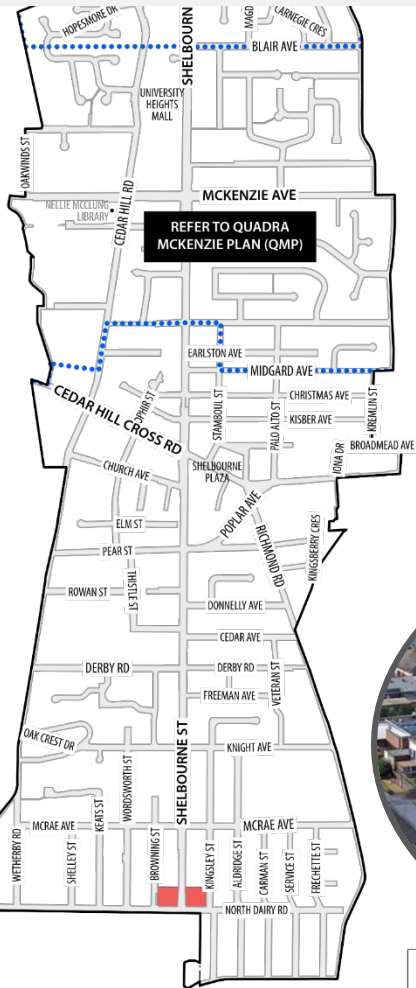 HOPESMORE DR
SHELBOURN
MAGD
CARNEGIE CRES
BLAIR AVE
UNIVERSITY
HEIGHTS
MALL
OAKWINDS ST
CEDAR HILL RD
MCKENZIE AVE
NELLIE MCCLUNG
LIBRARY
REFER TO QUADRA
MCKENZIE PLAN (QMP)
EARLSTON AVE
MIDGARD AVE
CEDAR HILL CROSS RD
OPHIR ST
STAMBOUL ST
CHRISTMAS AVE
KISBER AVE
PALO ALTO ST
KREMLIN ST
IONA DR
BROADMEAD AVE
CHURCH AVE
SHELBOURNE
PLAZA
POPLAR AVE
ELM ST
PEAR ST
RICHMOND RD
KINGSBERRY CRES
THISTLE ST
ROWAN ST
DONNELLY AVE
CEDAR AVE
DERBY RD
DERBY RD
VETERAN ST
FREEMAN AVE
SHELBOURNE ST
OAK CREST DR
KNIGHT AVE
WORDSWORTH ST
KEATS ST
MCRAE AVE
MCRAE AVE
WETHERBY RD
SHELLEY ST
BROWNING ST
KINGSLEY ST
ALDRIDGE ST
CARMAN ST
SERVICE ST
FRECHETTE ST
NORTH DAIRY RD